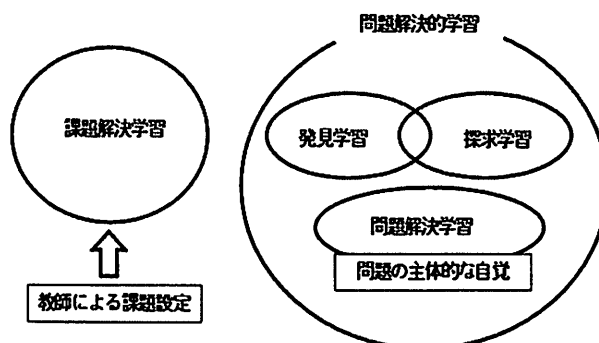 問題解決的学習
課題解決学習
発見学習
探求学習
問題解決学習
問題の主体的な自覚
教師による課題設定